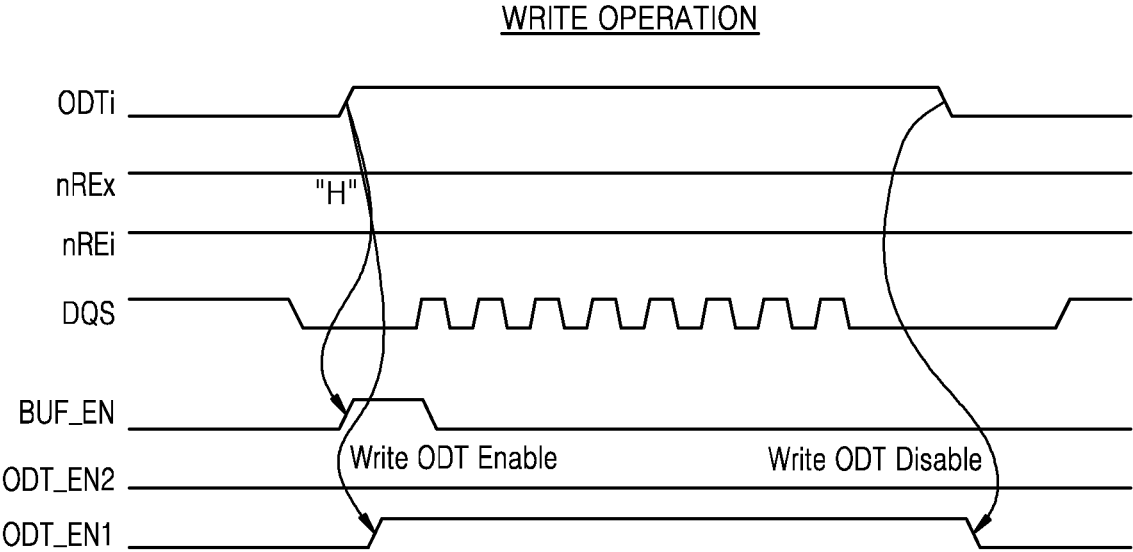 WRITE OPERATION
ODTi
nREx
"H"
nREi
DQS
BUF_EN
Write ODT Enable
Write ODT Disable
ODT_EN2
ODT_EN1